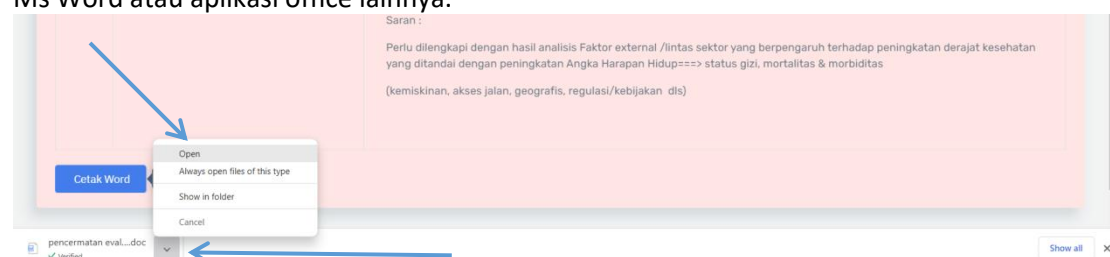 Ms Word atau aplikasi office lainnya.
Saran :
Perlu dilengkapi dengan hasil analisis Faktor external /lintas sektor yang berpengaruh terhadap peningkatan derajat kesehatan
yang ditandai dengan peningkatan Angka Harapan Hidup===> status gizi, mortalitas & morbiditas
(kemiskinan, akses jalan, geografis, regulasi/kebijakan dls)
Open
Always open files of this type
Cetak Word
Show in folder
Cancel
pencermatan eval....doc
Verified
Show all